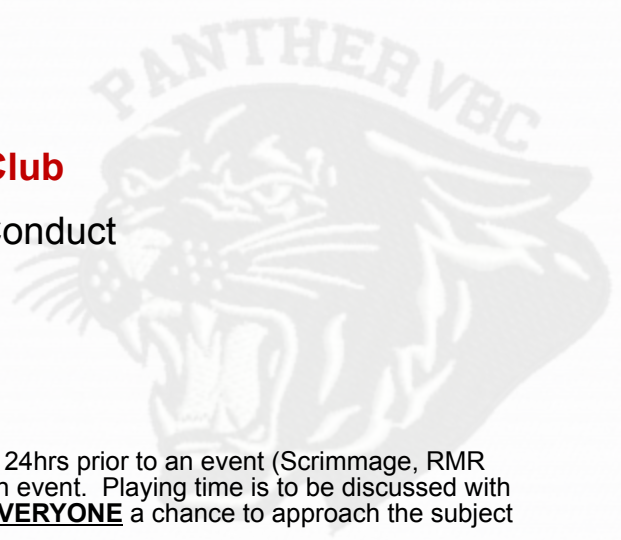 PANTHER VBC
Club
Conduct
24hrs prior to an event (Scrimmage, RMR
event. Playing time is to be discussed with
EVERYONE a chance to approach the subject